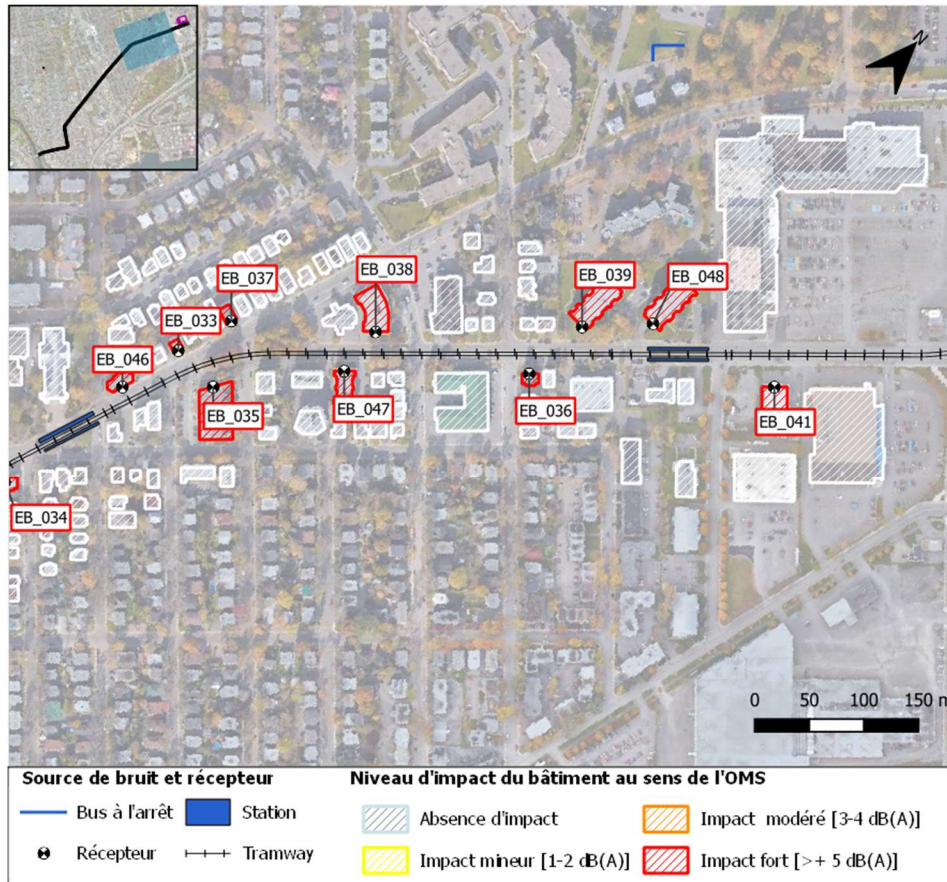 N
EB_037
EB_038
EB_039
EB_048
EB_033
EB_046
EB_035
EB_047
EB_036
EB_041
EB_034
0 50 100 150 m
Source de bruit et récepteur
Bus à l'arrêt
Station
Récepteur
Tramway
Niveau d'impact du bâtiment au sens de l'OMS
Absence d'impact
Impact modéré [3-4 dB(A)]
Impact mineur [1-2 dB(A)]
Impact fort [>+ 5 dB(A)]